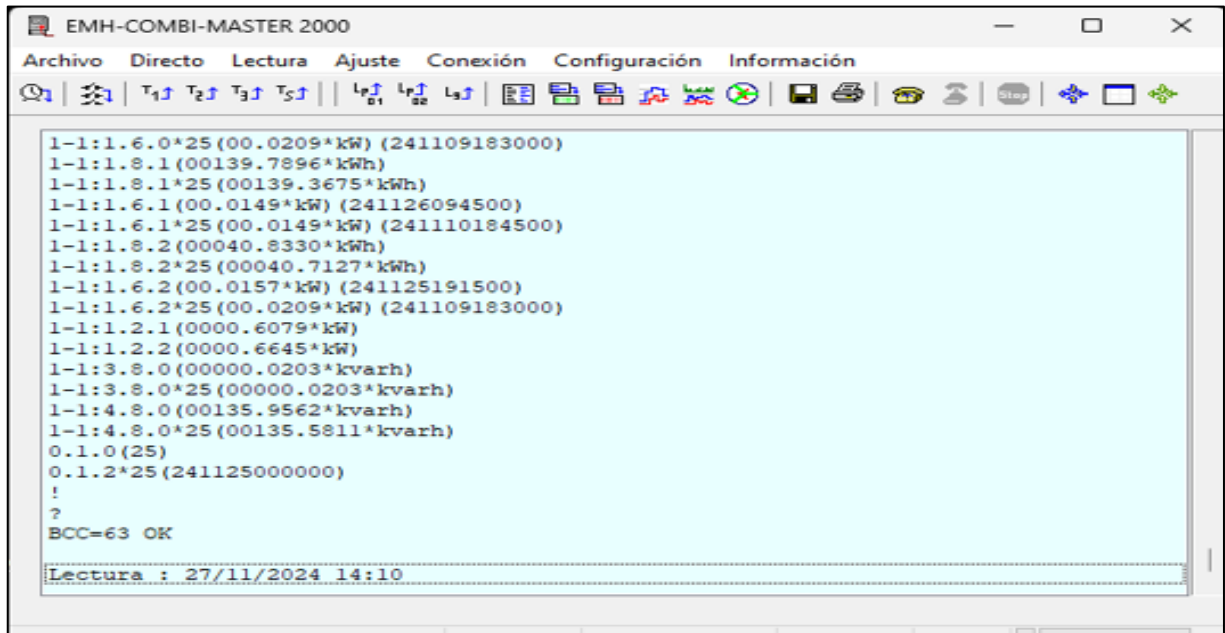 EMH-COMBI-MASTER 2000
Archivo Directo Lectura Ajuste Conexión Configuración Información
T1 T2 T3 TS LP01 LP02 L9 Stop
1-1:1.6.0*25(00.0209*kW)(241109183000)
1-1:1.8.1(00139.7896*kWh)
1-1:1.8.1*25(00139.3675*kWh)
1-1:1.6.1(00.0149*kW)(241126094500)
1-1:1.6.1*25(00.0149*kW)(241110184500)
1-1:1.8.2(00040.8330*kWh)
1-1:1.8.2*25(00040.7127*kWh)
1-1:1.6.2(00.0157*kW)(241125191500)
1-1:1.6.2*25(00.0209*kW)(241109183000)
1-1:1.2.1(0000.6079*kW)
1-1:1.2.2(0000.6645*kW)
1-1:3.8.0(00000.0203*kvarh)
1-1:3.8.0*25(00000.0203*kvarh)
1-1:4.8.0(00135.9562*kvarh)
1-1:4.8.0*25(00135.5811*kvarh)
0.1.0(25)
0.1.2*25(241125000000)
!
?
BCC=63 OK
Lectura : 27/11/2024 14:10